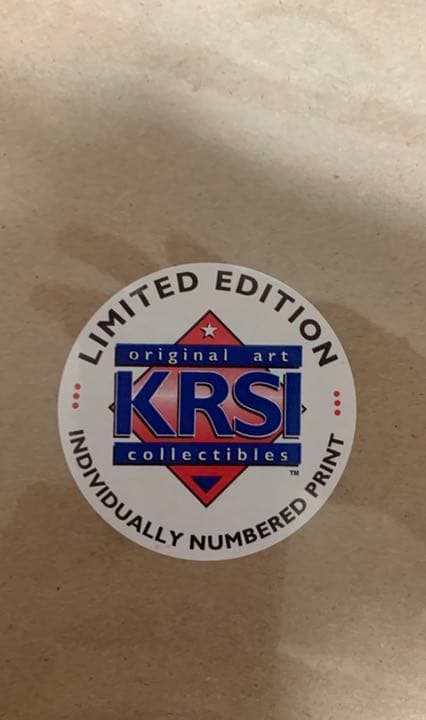 LIMITED EDITION
original art
KRSI
collectibles
TM
INDIVIDUALLY NUMBERED PRINT